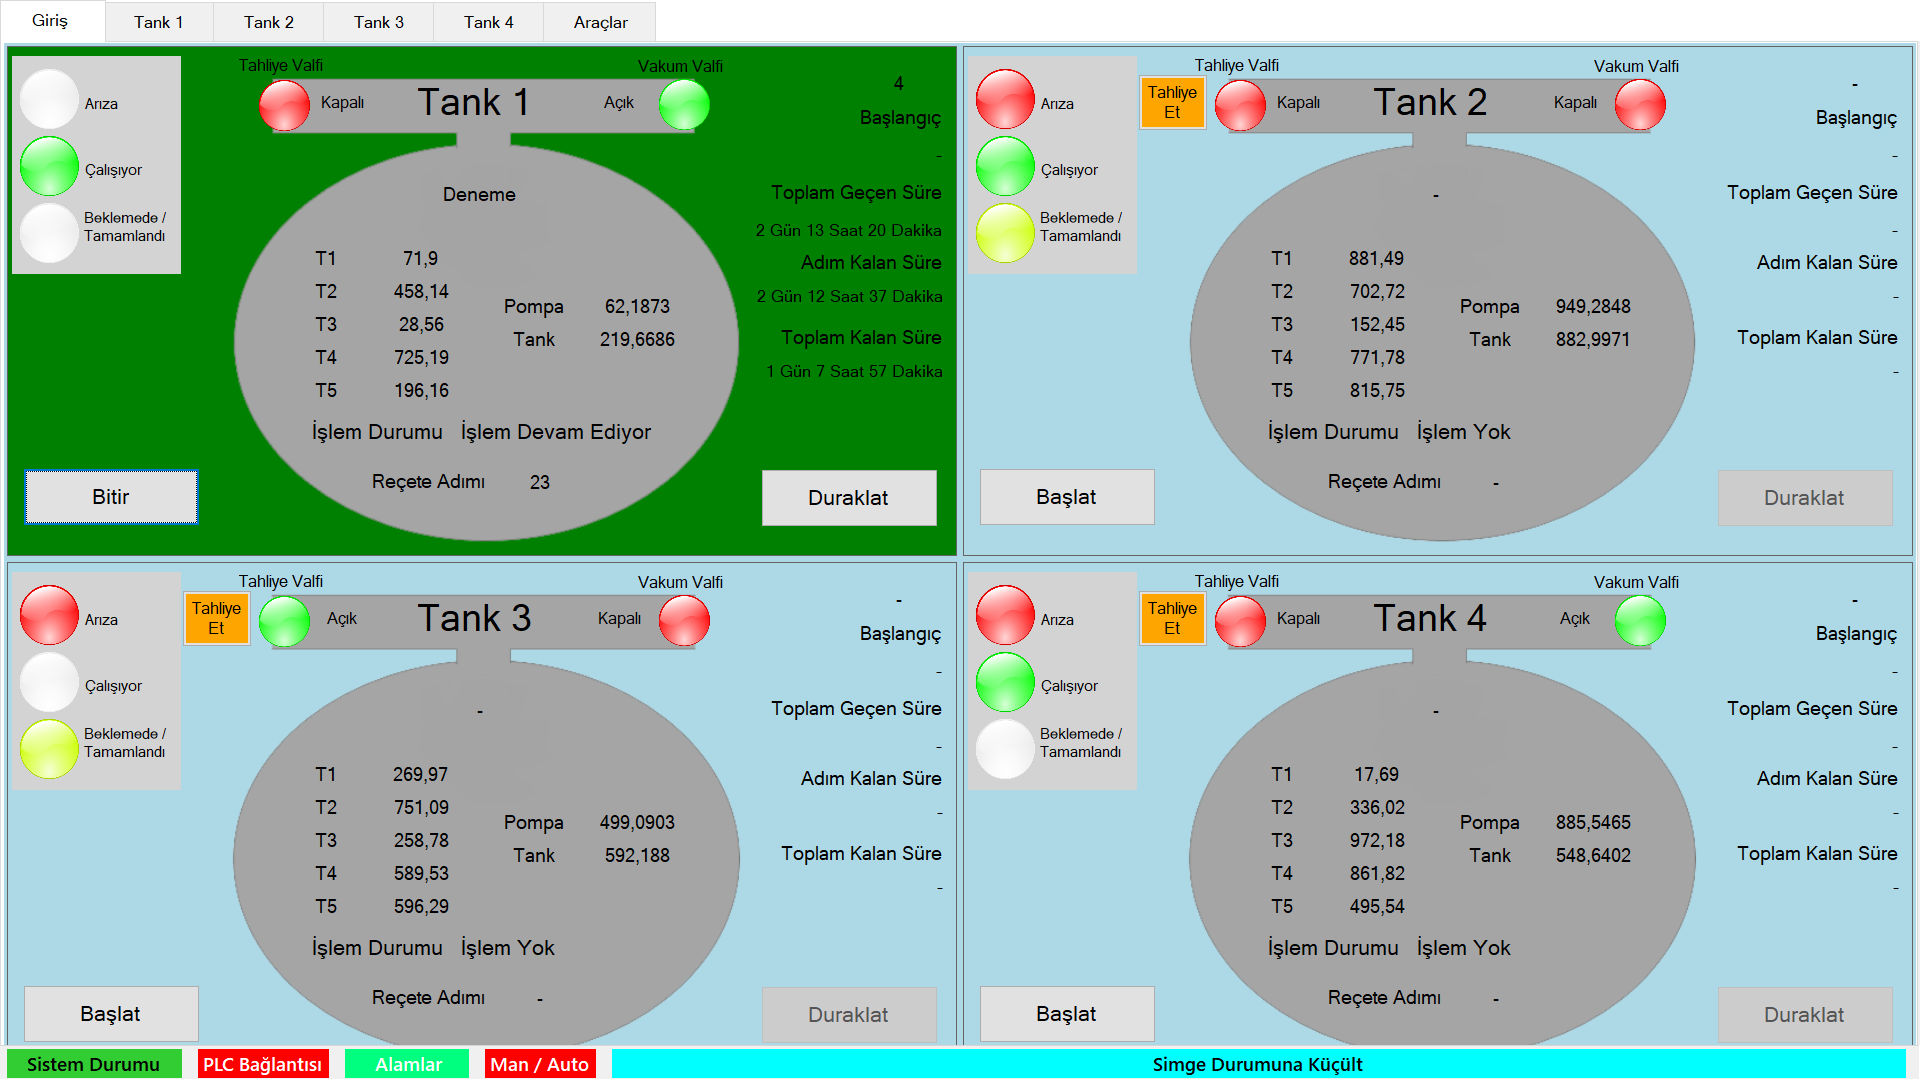 Giriş
Tank 1
Tank 2
Tank 3
Tank 4
Araçlar
Arıza
Çalışıyor
Beklemede /
Tamamlandı
Tahliye Valfi
Kapalı
Tank 1
Vakum Valfi
Açık
Deneme
T1 71,9
T2 458,14
T3 28,56
T4 725,19
T5 196,16
Pompa 62,1873
Tank 219,6686
İşlem Durumu İşlem Devam Ediyor
Reçete Adımı 23
4
Başlangıç
-
Toplam Geçen Süre
2 Gün 13 Saat 20 Dakika
Adım Kalan Süre
2 Gün 12 Saat 37 Dakika
Toplam Kalan Süre
1 Gün 7 Saat 57 Dakika
Bitir
Duraklat
Arıza
Çalışıyor
Beklemede /
Tamamlandı
Tahliye
Et
Tahliye Valfi
Kapalı
Tank 2
Vakum Valfi
Kapalı
-
T1 881,49
T2 702,72
T3 152,45
T4 771,78
T5 815,75
Pompa 949,2848
Tank 882,9971
İşlem Durumu İşlem Yok
Reçete Adımı -
-
Başlangıç
-
Toplam Geçen Süre
-
Adım Kalan Süre
-
Toplam Kalan Süre
-
Başlat
Duraklat
Arıza
Çalışıyor
Beklemede /
Tamamlandı
Tahliye
Et
Tahliye Valfi
Açık
Tank 3
Vakum Valfi
Kapalı
-
T1 269,97
T2 751,09
T3 258,78
T4 589,53
T5 596,29
Pompa 499,0903
Tank 592,188
İşlem Durumu İşlem Yok
Reçete Adımı -
-
Başlangıç
-
Toplam Geçen Süre
-
Adım Kalan Süre
-
Toplam Kalan Süre
-
Başlat
Duraklat
Arıza
Çalışıyor
Beklemede /
Tamamlandı
Tahliye
Et
Tahliye Valfi
Kapalı
Tank 4
Vakum Valfi
Açık
-
T1 17,69
T2 336,02
T3 972,18
T4 861,82
T5 495,54
Pompa 885,5465
Tank 548,6402
İşlem Durumu İşlem Yok
Reçete Adımı -
-
Başlangıç
-
Toplam Geçen Süre
-
Adım Kalan Süre
-
Toplam Kalan Süre
-
Başlat
Duraklat
Sistem Durumu
PLC Bağlantısı
Alamlar
Man / Auto
Simge Durumuna Küçült